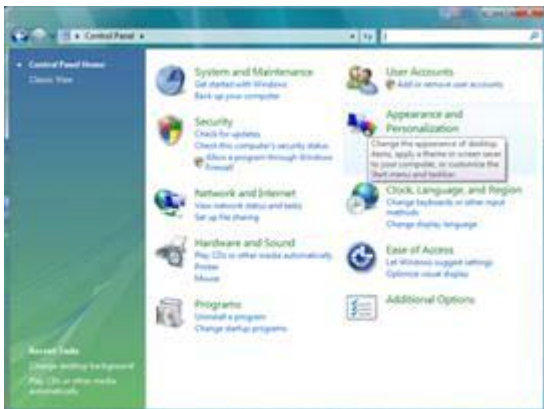 Control Panel
Control Panel Home
Classic View
System and Maintenance
Get started with Windows
Back up your computer
Security
Check for updates
Check this computer's security status
Allow a program through Windows
Firewall
Network and Internet
View network status and tasks
Set up file sharing
Hardware and Sound
Play CDs or other media automatically
Printer
Mouse
Programs
Uninstall a program
Change startup programs
User Accounts
Add or remove user accounts
Appearance and
Personalization
Change the appearance of desktop
items, apply a theme or screen saver
to your computer, or customize the
Start menu and taskbar.
Clock, Language, and Region
Change keyboards or other input
methods
Change display language
Ease of Access
Let Windows suggest settings
Optimize visual display
Additional Options
Recent Tasks
Change desktop background
Play CDs or other media
automatically